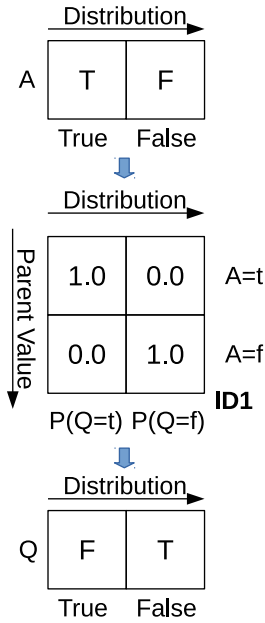 Distribution
A T F
True False
Distribution
Parent Value
1.0 0.0 A=t
0.0 1.0 A=f
ID1
P(Q=t) P(Q=f)
Distribution
Q F T
True False